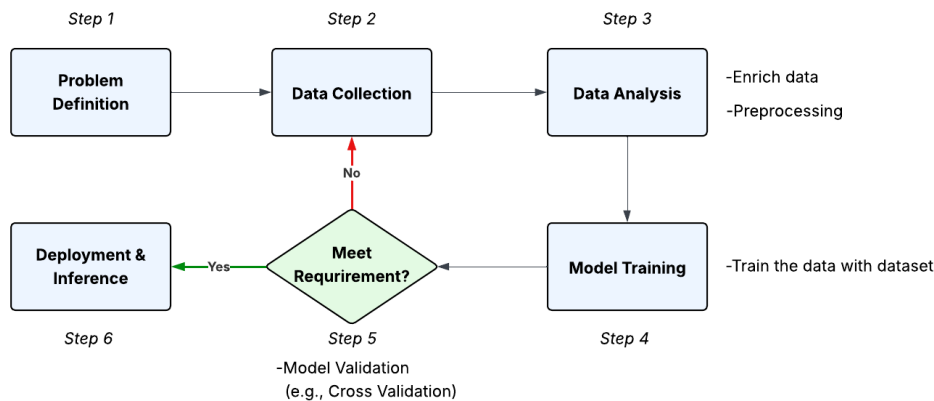 Step 1
Step 2
Step 3
Problem
Definition
Data Collection
Data Analysis
-Enrich data
-Preprocessing
No
Deployment &
Inference
Yes
Meet
Requrirement?
Model Training
-Train the data with dataset
Step 6
Step 5
Step 4
-Model Validation
(e.g., Cross Validation)